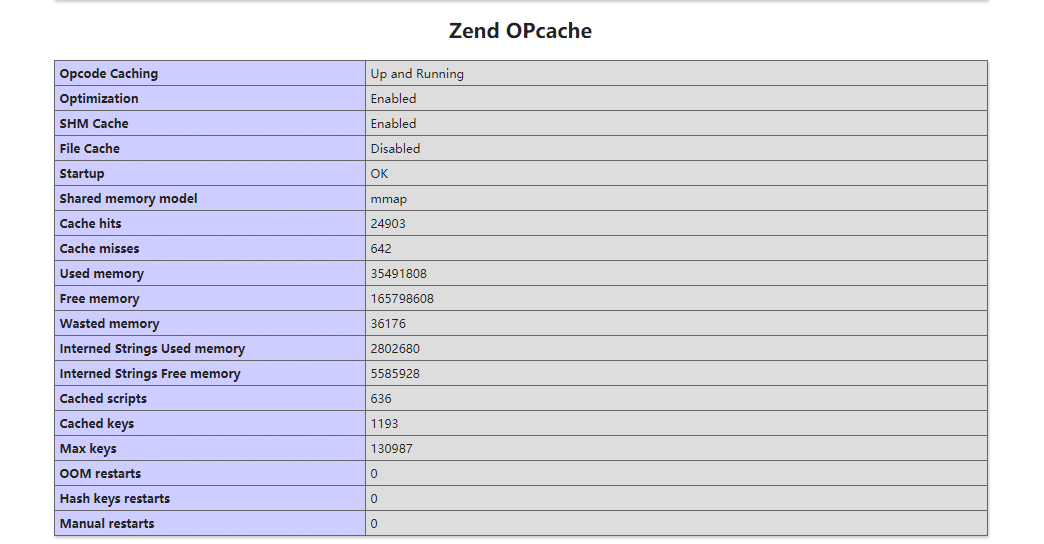 Zend OPcache
Opcode Caching Up and Running
Optimization Enabled
SHM Cache Enabled
File Cache Disabled
Startup OK
Shared memory model mmap
Cache hits 24903
Cache misses 642
Used memory 35491808
Free memory 165798608
Wasted memory 36176
Interned Strings Used memory 2802680
Interned Strings Free memory 5585928
Cached scripts 636
Cached keys 1193
Max keys 130987
OOM restarts 0
Hash keys restarts 0
Manual restarts 0